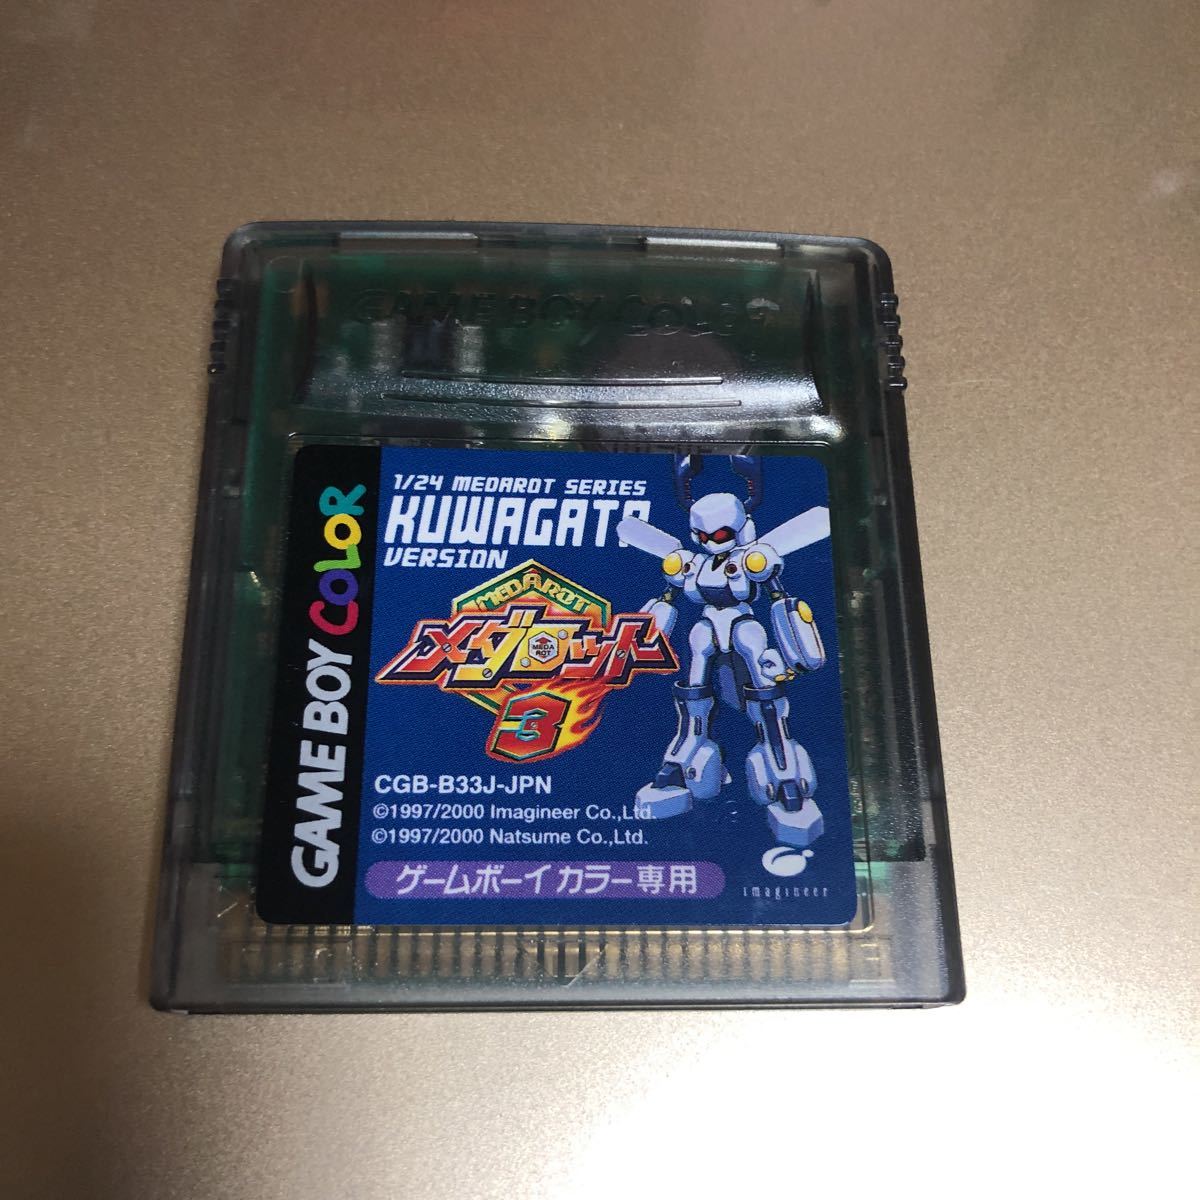 GAME BOY COLOR
GAME BOY COLOR
1/24 MEDAROT SERIES
KUWAGATA
VERSION
MEDAROT
メダロット
MEDA
ROT
3
CGB-B33J-JPN
©1997/2000 Imagineer Co.,Ltd.
©1997/2000 Natsume Co.,Ltd.
ゲームボーイ カラー専用
imagineer